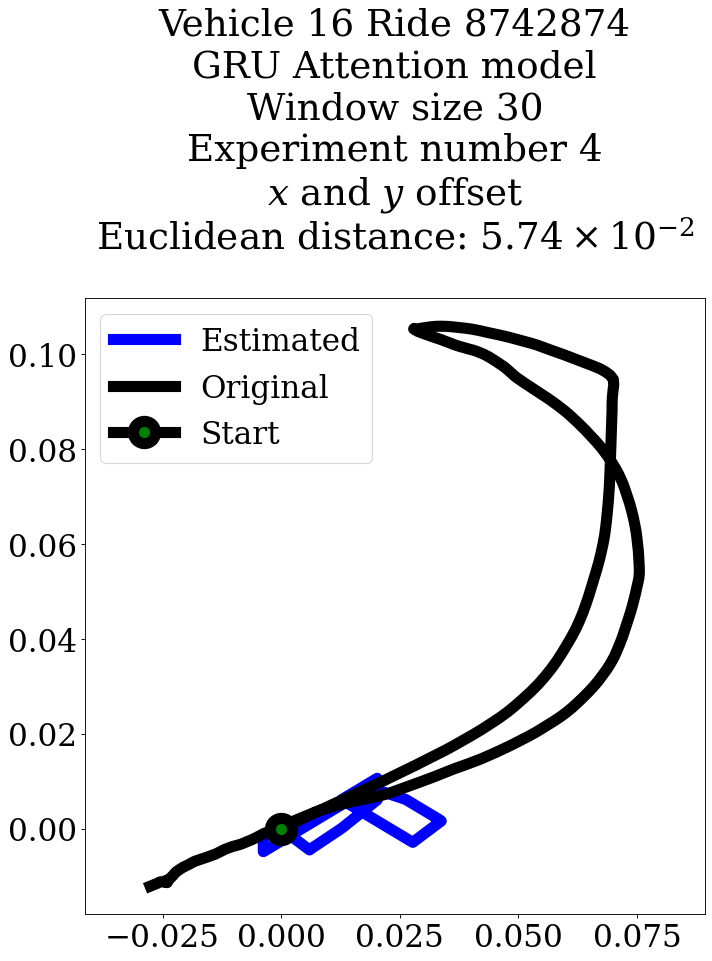 Vehicle 16 Ride 8742874
GRU Attention model
Window size 30
Experiment number 4
x and y offset
Euclidean distance: 5.74 × 10⁻²
Estimated
Original
Start
0.10
0.08
0.06
0.04
0.02
0.00
−0.025 0.000 0.025 0.050 0.075